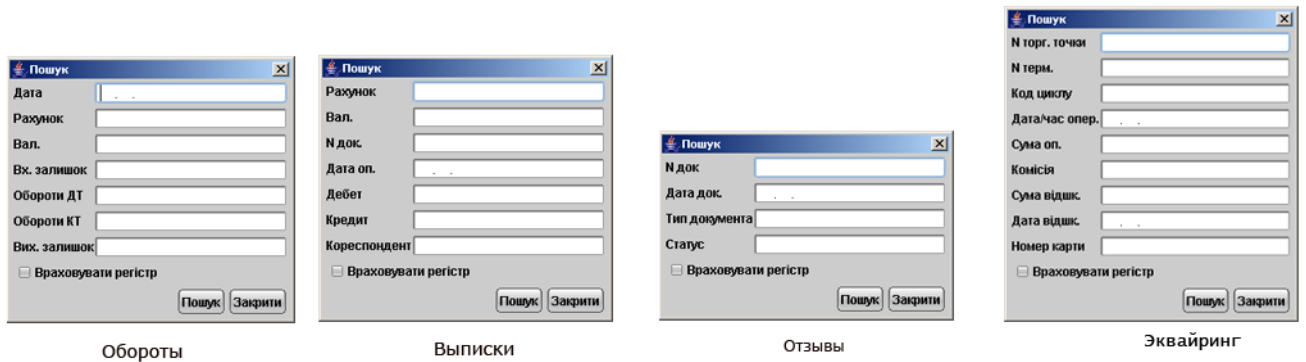 Пошук
Дата
Рахунок
Вал.
Вх. залишок
Обороти ДТ
Обороти КТ
Вих. залишок
Враховувати регістр
Пошук Закрити
Обороты
Пошук
Рахунок
Вал.
N док.
Дата оп.
Дебет
Кредит
Кореспондент
Враховувати регістр
Пошук Закрити
Выписки
Пошук
N док
Дата док.
Тип документа
Статус
Враховувати регістр
Пошук Закрити
Отзывы
Пошук
N торг. точки
N терм.
Код циклу
Дата/час опер.
Сума оп.
Комісія
Сума відшк.
Дата відшк.
Номер карти
Враховувати регістр
Пошук Закрити
Эквайринг